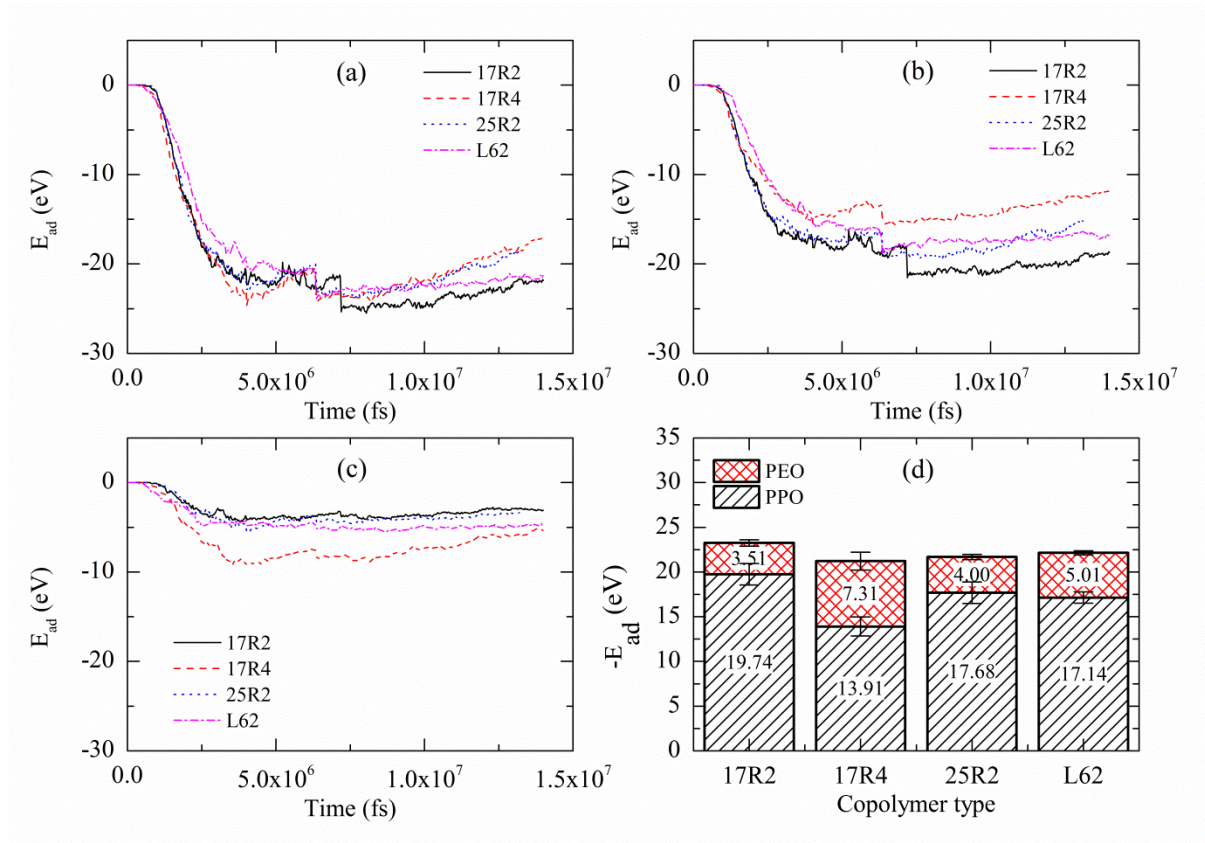 (a)
17R2
17R4
25R2
L62
0
-10
-20
-30
E_ad (eV)
0.0 5.0x10^6 1.0x10^7 1.5x10^7
Time (fs)
(b)
17R2
17R4
25R2
L62
0
-10
-20
-30
E_ad (eV)
0.0 5.0x10^6 1.0x10^7 1.5x10^7
Time (fs)
(c)
17R2
17R4
25R2
L62
0
-10
-20
-30
E_ad (eV)
0.0 5.0x10^6 1.0x10^7 1.5x10^7
Time (fs)
(d)
PEO
PPO
35
30
25
20
15
10
5
0
-E_ad (eV)
3.51 7.31 4.00 5.01
19.74 13.91 17.68 17.14
17R2 17R4 25R2 L62
Copolymer type